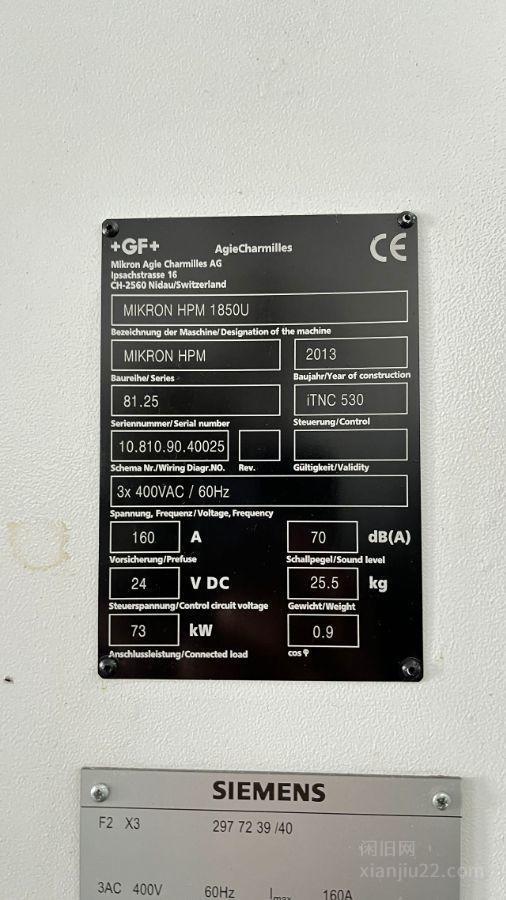 +GF+ AgieCharmilles CE
Mikron Agie Charmilles AG
Ipsachstrasse 16
CH-2560 Nidau/Switzerland
MIKRON HPM 1850U
Bezeichnung der Maschine/Designation of the machine
MIKRON HPM 2013
Baureihe/Series Baujahr/Year of construction
81.25 iTNC 530
Seriennummer/Serial number Steuerung/Control
10.810.90.40025
Schema Nr./Wiring Diagr.NO. Rev. Gültigkeit/Validity
3x 400VAC / 60Hz
Spannung, Frequenz/Voltage, Frequency
160 A 70 dB(A)
Vorsicherung/Prefuse Schallpegel/Sound level
24 V DC 25.5 kg
Steuerspannung/Control circuit voltage Gewicht/Weight
73 kW 0.9
Anschlussleistung/Connected load cos φ
SIEMENS
F2 X3 297 72 39 /40
3AC 400V 60Hz Imax 160A
闲旧网
xianjiu22.com